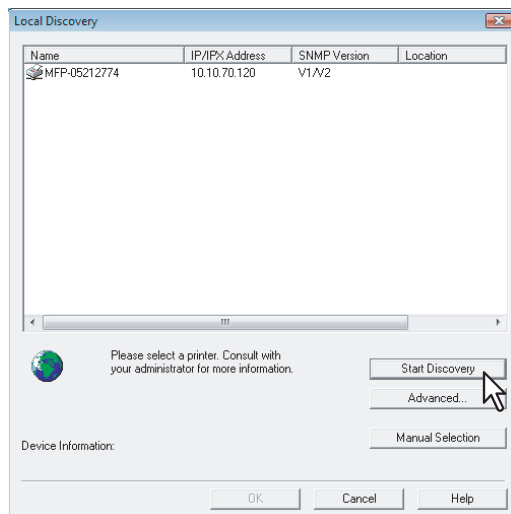 Local Discovery
Name IP/IPX Address SNMP Version Location
MFP-05212774 10.10.70.120 V1/V2
Please select a printer. Consult with
your administrator for more information.
Start Discovery
Advanced...
Manual Selection
Device Information:
OK Cancel Help